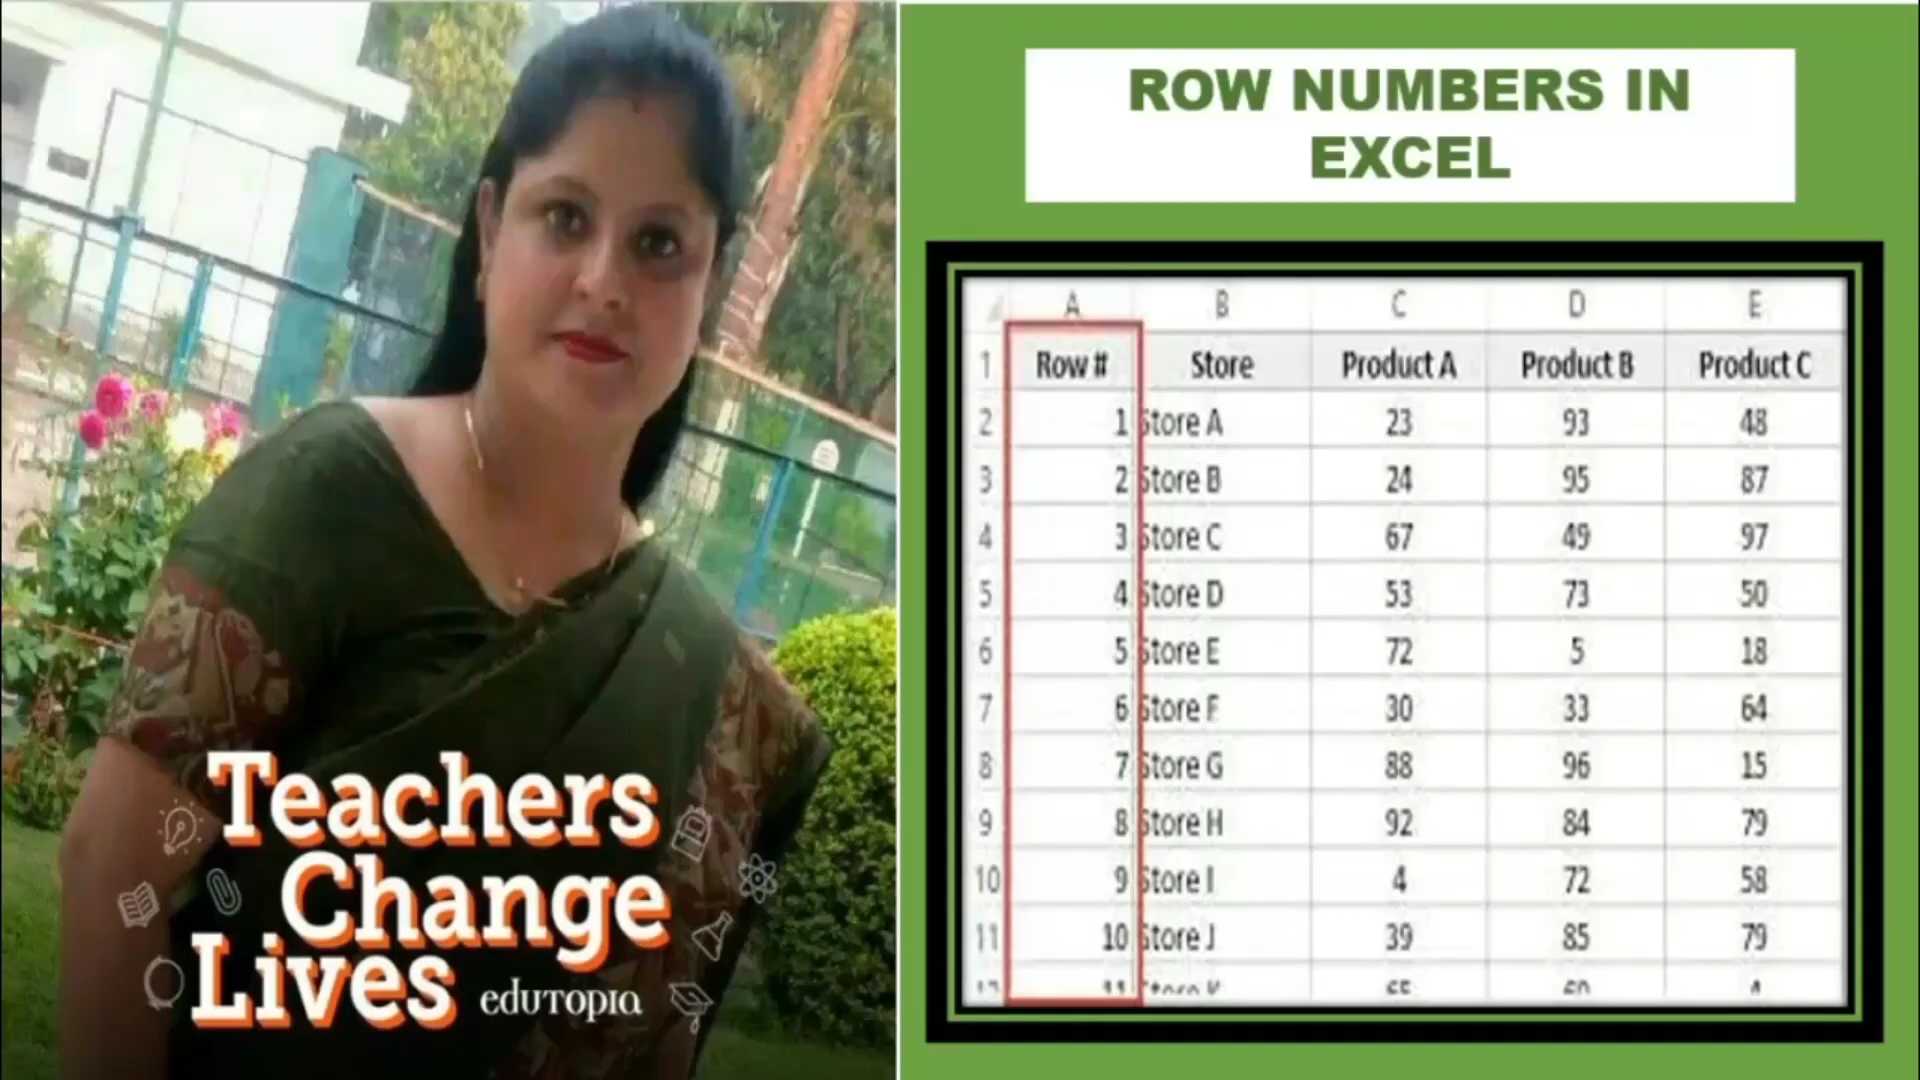 Teachers
Change
Lives
edutopia
ROW NUMBERS IN
EXCEL
A B C D E
1 Row # Store Product A Product B Product C
2 1 Store A 23 93 48
3 2 Store B 24 95 87
4 3 Store C 67 49 97
5 4 Store D 53 73 50
6 5 Store E 72 5 18
7 6 Store F 30 33 64
8 7 Store G 88 96 15
9 8 Store H 92 84 79
10 9 Store I 4 72 58
11 10 Store J 39 85 79